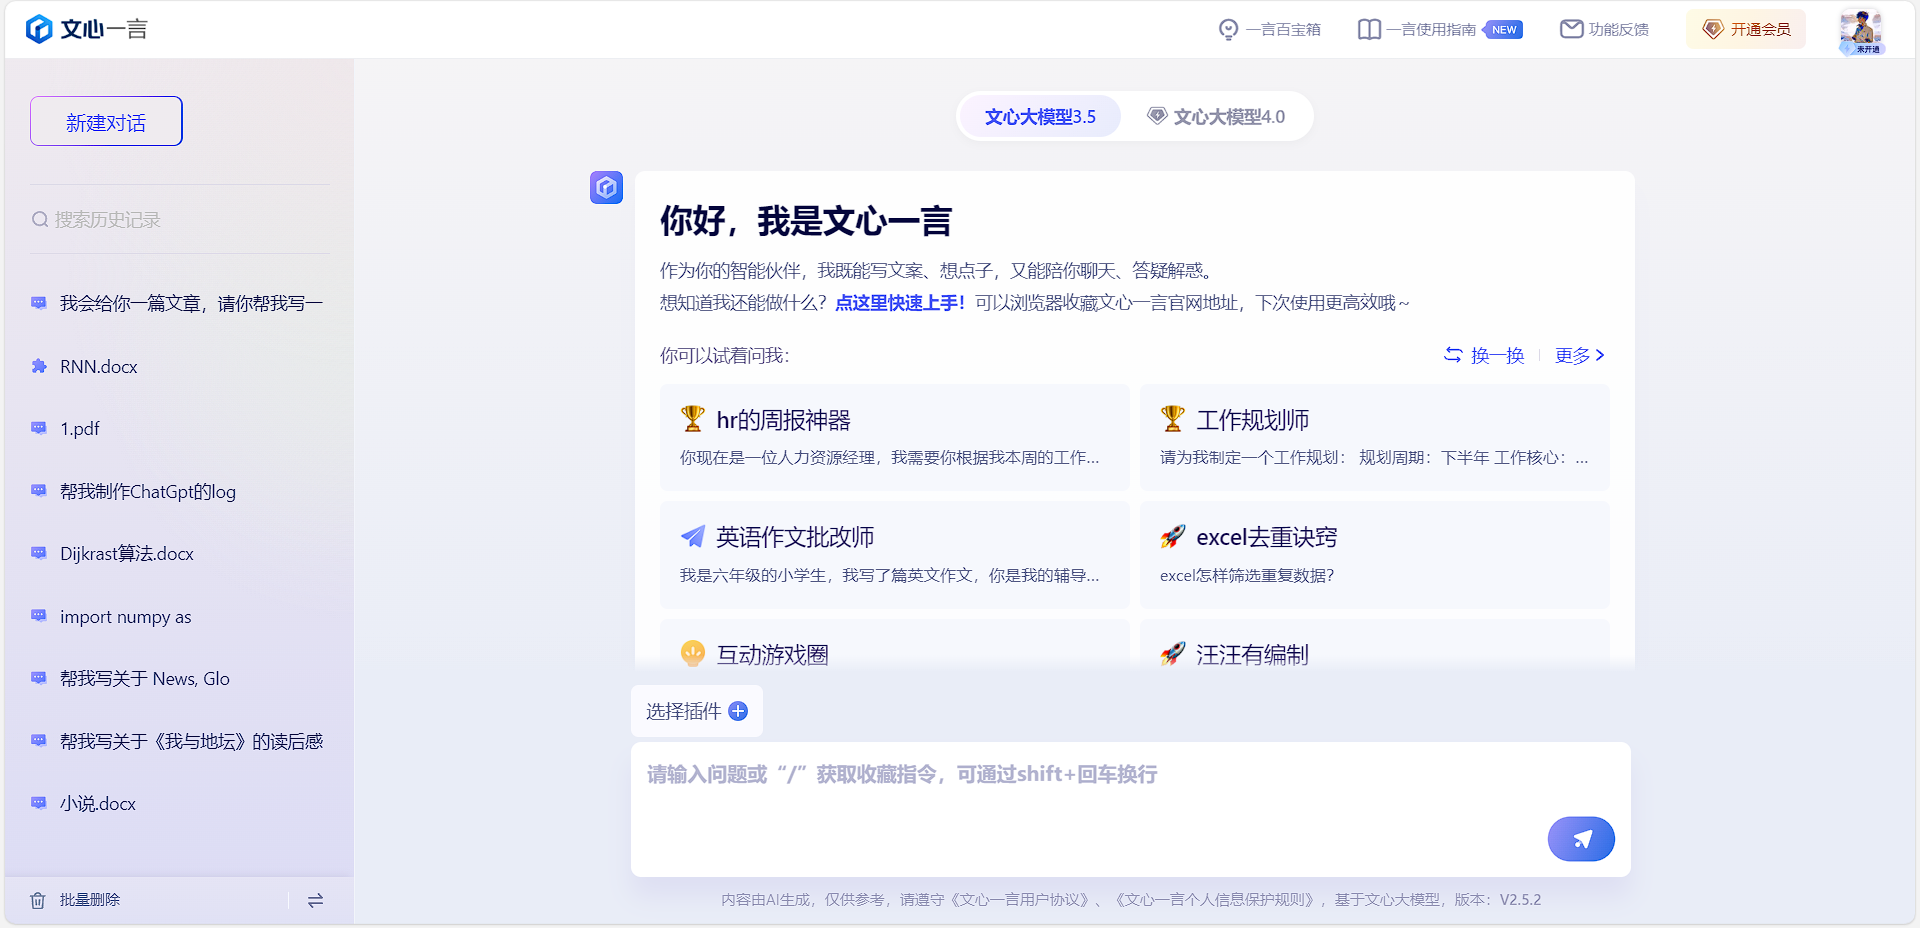 文心一言
一言百宝箱
一言使用指南
NEW
功能反馈
开通会员
未开通
新建对话
搜索历史记录
我会给你一篇文章，请你帮我写一
RNN.docx
1.pdf
帮我制作ChatGpt的log
Dijkrast算法.docx
import numpy as
帮我写关于 News, Glo
帮我写关于《我与地坛》的读后感
小说.docx
批量删除
文心大模型3.5
文心大模型4.0
你好，我是文心一言
作为你的智能伙伴，我既能写文案、想点子，又能陪你聊天、答疑解惑。
想知道我还能做什么？点这里快速上手！可以浏览器收藏文心一言官网地址，下次使用更高效哦～
你可以试着问我：
换一换
更多
hr的周报神器
你现在是一位人力资源经理，我需要你根据我本周的工作...
工作规划师
请为我制定一个工作规划： 规划周期：下半年 工作核心：...
英语作文批改师
我是六年级的小学生，我写了篇英文作文，你是我的辅导...
excel去重诀窍
excel怎样筛选重复数据？
互动游戏圈
汪汪有编制
选择插件
请输入问题或“/”获取收藏指令，可通过shift+回车换行
内容由AI生成，仅供参考，请遵守《文心一言用户协议》、《文心一言个人信息保护规则》，基于文心大模型，版本：V2.5.2